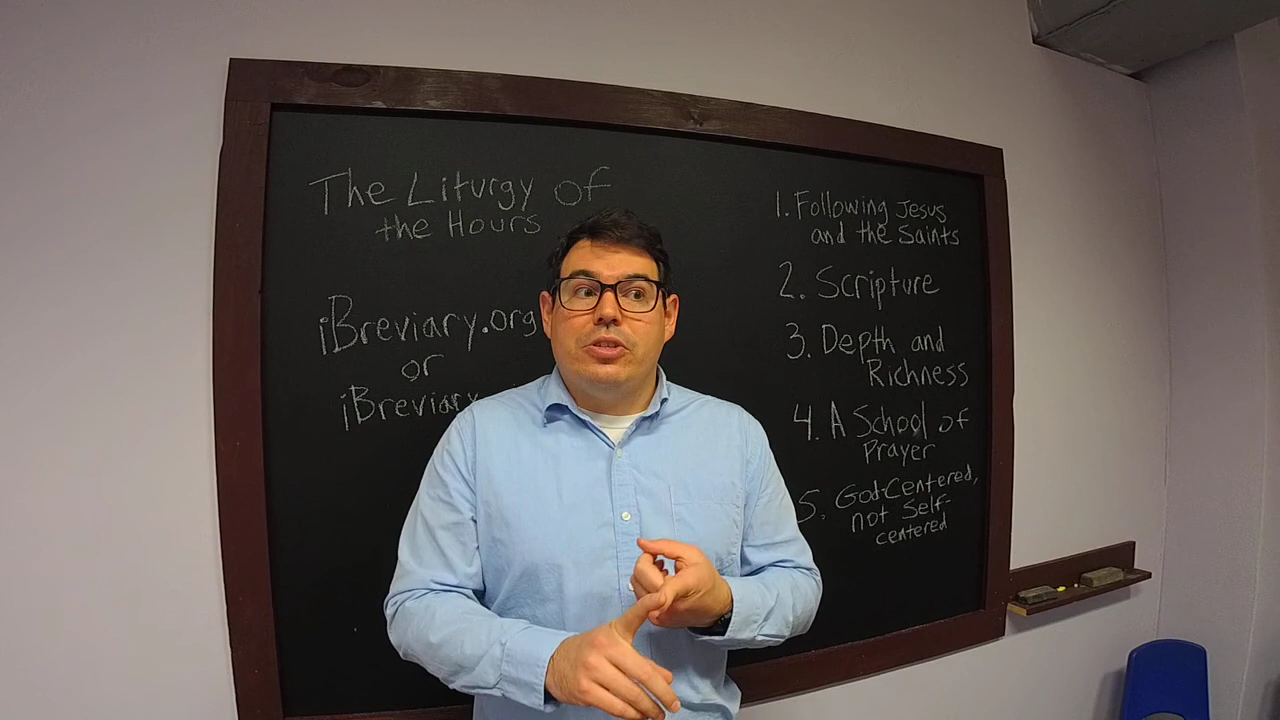 The Liturgy of
the Hours
iBreviary.org
or
iBreviary
1. Following Jesus
and the Saints
2. Scripture
3. Depth and
Richness
4. A School of
Prayer
5. God-Centered,
not Self-
centered